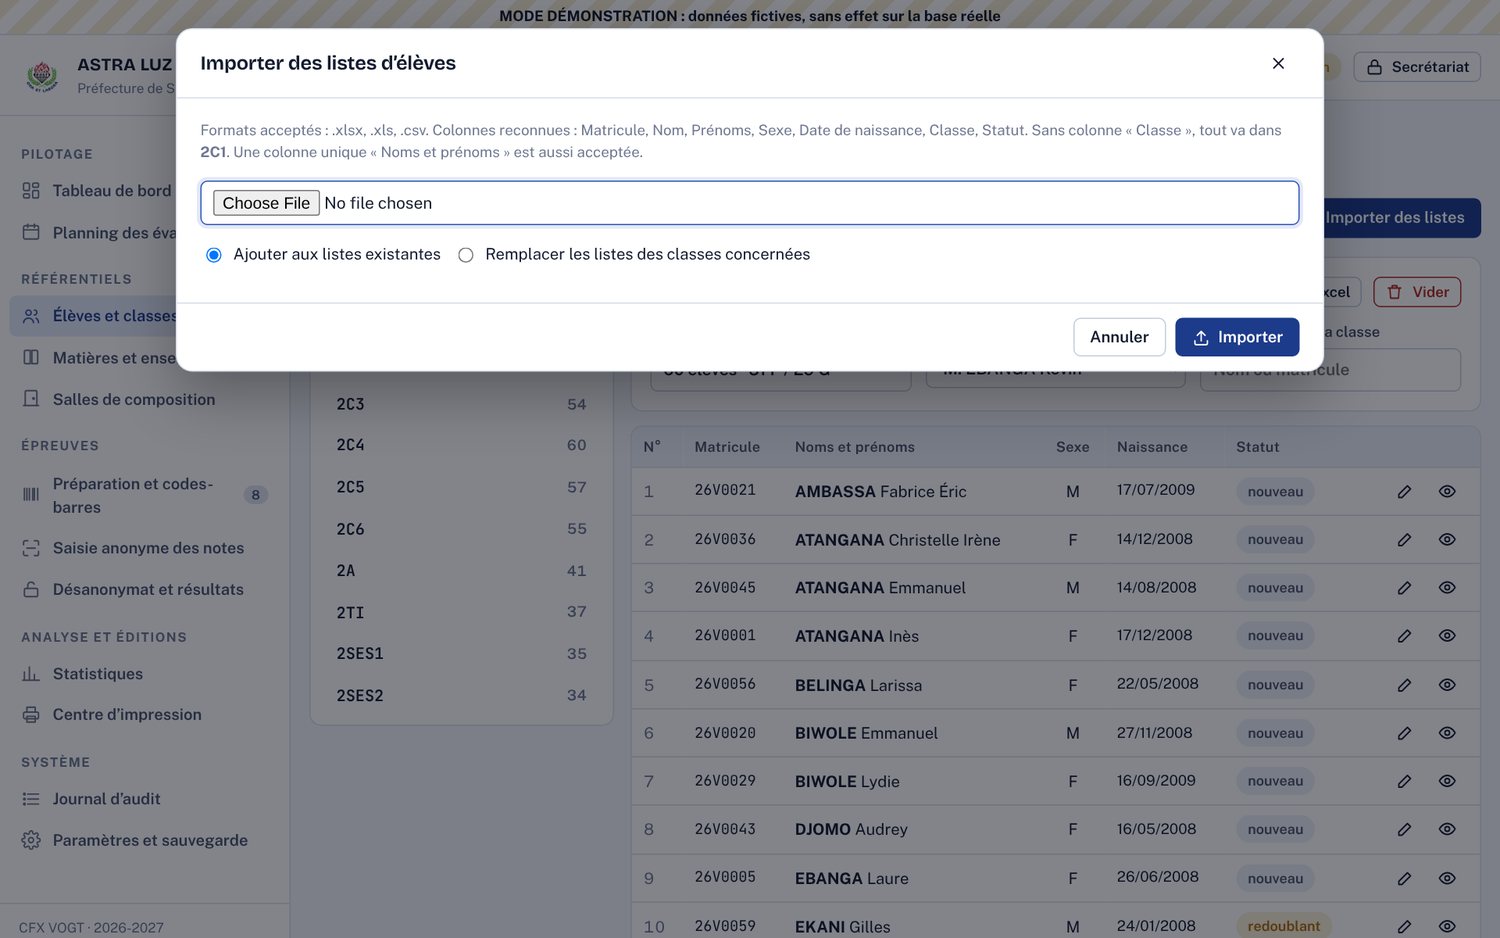 MODE DÉMONSTRATION : données fictives, sans effet sur la base réelle
ASTRA LUZ
Préfecture de S
Secrétariat
Importer des listes d'élèves
Formats acceptés : .xlsx, .xls, .csv. Colonnes reconnues : Matricule, Nom, Prénoms, Sexe, Date de naissance, Classe, Statut. Sans colonne « Classe », tout va dans
2C1. Une colonne unique « Noms et prénoms » est aussi acceptée.
Choose File No file chosen
Ajouter aux listes existantes Remplacer les listes des classes concernées
Annuler Importer
PILOTAGE
Tableau de bord
Planning des éva
RÉFÉRENTIELS
Élèves et classes
Matières et ense
Salles de composition
ÉPREUVES
Préparation et codes-
barres
8
Saisie anonyme des notes
Désanonymat et résultats
ANALYSE ET ÉDITIONS
Statistiques
Centre d'impression
SYSTÈME
Journal d'audit
Paramètres et sauvegarde
CFX VOGT · 2026-2027
Importer des listes
xcel Vider
a classe
Nom ou matricule
2C3 54
2C4 60
2C5 57
2C6 55
2A 41
2TI 37
2SES1 35
2SES2 34
N° Matricule Noms et prénoms Sexe Naissance Statut
1 26V0021 AMBASSA Fabrice Éric M 17/07/2009 nouveau
2 26V0036 ATANGANA Christelle Irène F 14/12/2008 nouveau
3 26V0045 ATANGANA Emmanuel M 14/08/2008 nouveau
4 26V0001 ATANGANA Inès F 17/12/2008 nouveau
5 26V0056 BELINGA Larissa F 22/05/2008 nouveau
6 26V0020 BIWOLE Emmanuel M 27/11/2008 nouveau
7 26V0029 BIWOLE Lydie F 16/09/2009 nouveau
8 26V0043 DJOMO Audrey F 16/05/2008 nouveau
9 26V0005 EBANGA Laure F 26/06/2008 nouveau
10 26V0059 EKANI Gilles M 24/01/2008 redoublant